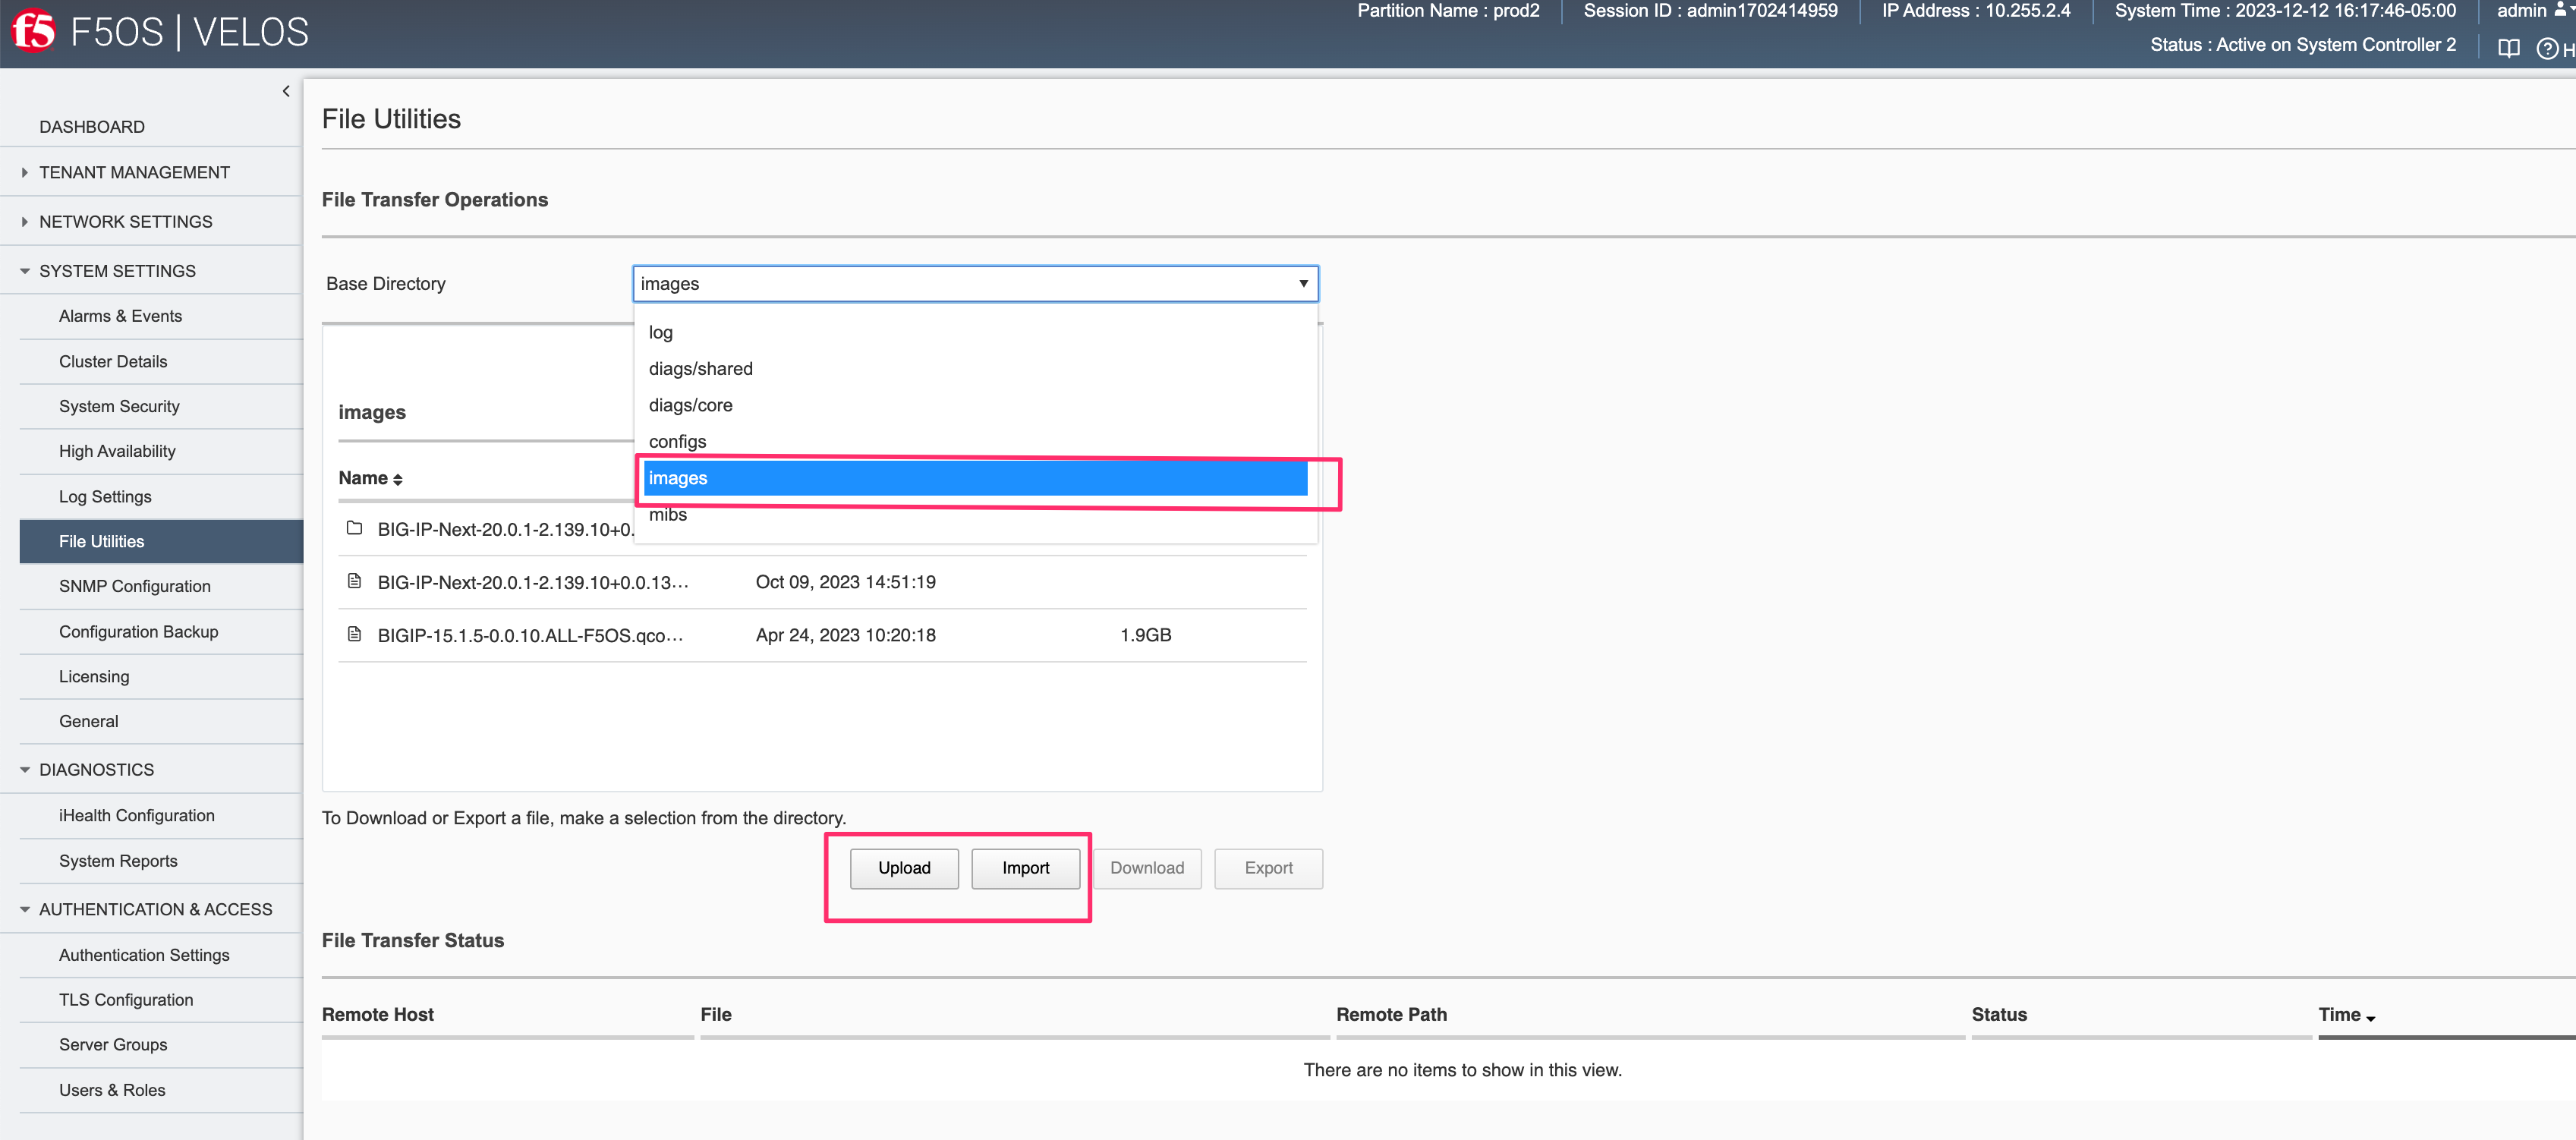 f5 F5OS | VELOS
Partition Name : prod2
Session ID : admin1702414959
IP Address : 10.255.2.4
System Time : 2023-12-12 16:17:46-05:00
admin
Status : Active on System Controller 2
H
DASHBOARD
TENANT MANAGEMENT
NETWORK SETTINGS
SYSTEM SETTINGS
Alarms & Events
Cluster Details
System Security
High Availability
Log Settings
File Utilities
SNMP Configuration
Configuration Backup
Licensing
General
DIAGNOSTICS
iHealth Configuration
System Reports
AUTHENTICATION & ACCESS
Authentication Settings
TLS Configuration
Server Groups
Users & Roles
File Utilities
File Transfer Operations
Base Directory
images
log
diags/shared
diags/core
configs
images
mibs
images
Name
BIG-IP-Next-20.0.1-2.139.10+0.
BIG-IP-Next-20.0.1-2.139.10+0.0.13... Oct 09, 2023 14:51:19
BIGIP-15.1.5-0.0.10.ALL-F5OS.qco... Apr 24, 2023 10:20:18 1.9GB
To Download or Export a file, make a selection from the directory.
Upload Import Download Export
File Transfer Status
Remote Host File Remote Path Status Time
There are no items to show in this view.